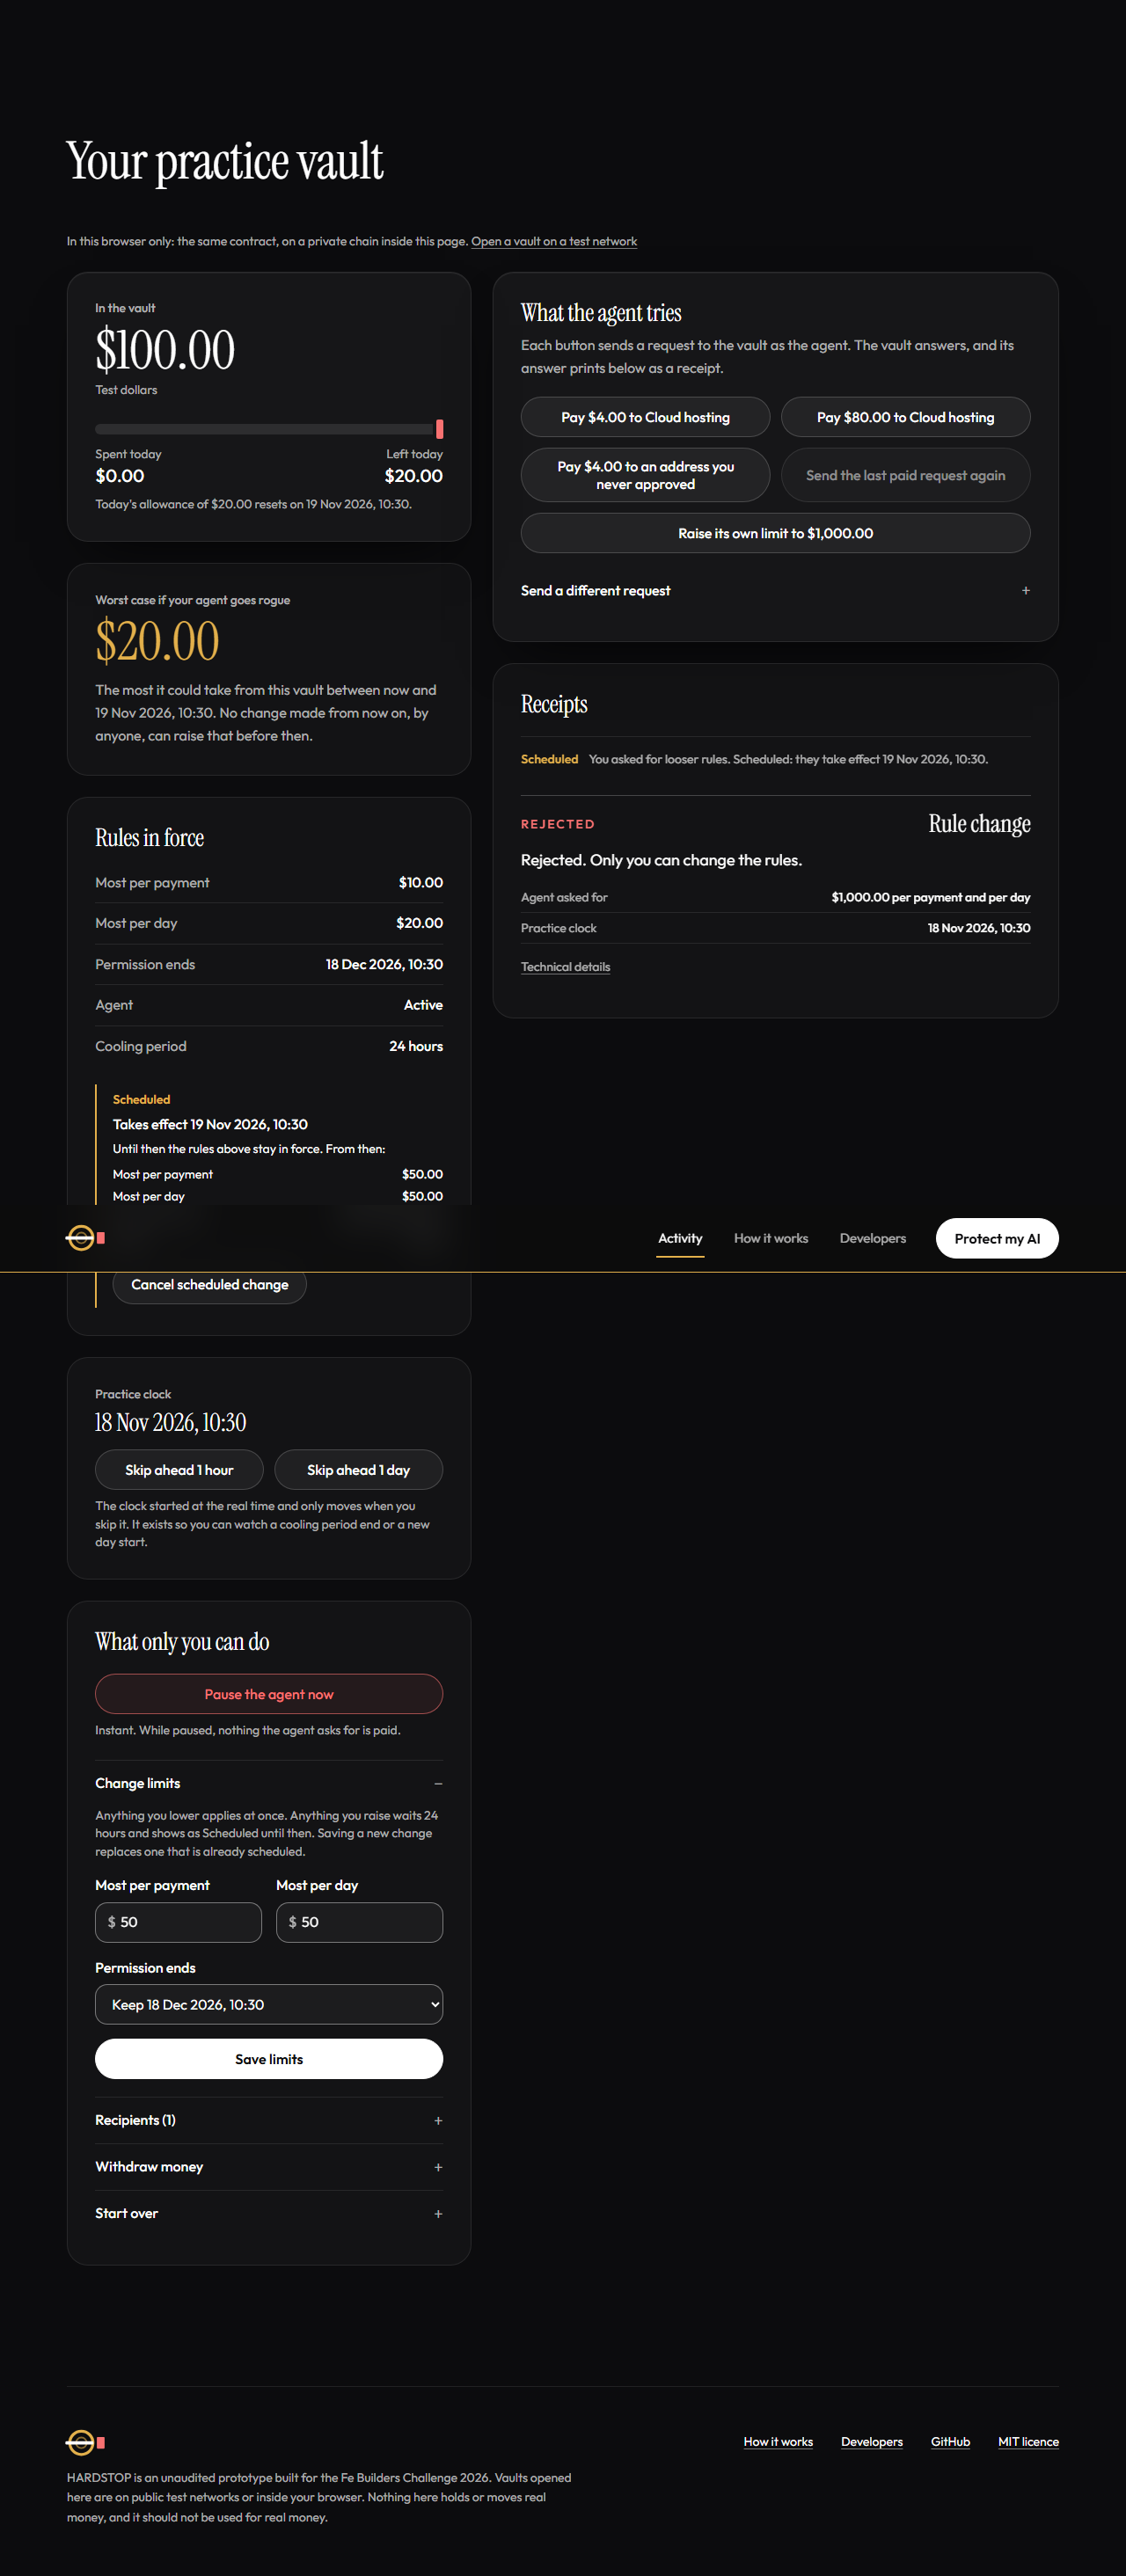 Your practice vault
In this browser only: the same contract, on a private chain inside this page. Open a vault on a test network
In the vault
$100.00
Test dollars
Spent today
Left today
$0.00
$20.00
Today's allowance of $20.00 resets on 19 Nov 2026, 10:30.
Worst case if your agent goes rogue
$20.00
The most it could take from this vault between now and
19 Nov 2026, 10:30. No change made from now on, by
anyone, can raise that before then.
Rules in force
Most per payment $10.00
Most per day $20.00
Permission ends 18 Dec 2026, 10:30
Agent Active
Cooling period 24 hours
Scheduled
Takes effect 19 Nov 2026, 10:30
Until then the rules above stay in force. From then:
Most per payment $50.00
Most per day $50.00
Cancel scheduled change
Practice clock
18 Nov 2026, 10:30
Skip ahead 1 hour
Skip ahead 1 day
The clock started at the real time and only moves when you
skip it. It exists so you can watch a cooling period end or a new
day start.
What only you can do
Pause the agent now
Instant. While paused, nothing the agent asks for is paid.
Change limits −
Anything you lower applies at once. Anything you raise waits 24
hours and shows as Scheduled until then. Saving a new change
replaces one that is already scheduled.
Most per payment
Most per day
$ 50
$ 50
Permission ends
Keep 18 Dec 2026, 10:30
Save limits
Recipients (1) +
Withdraw money +
Start over +
What the agent tries
Each button sends a request to the vault as the agent. The vault answers, and its
answer prints below as a receipt.
Pay $4.00 to Cloud hosting
Pay $80.00 to Cloud hosting
Pay $4.00 to an address you
never approved
Send the last paid request again
Raise its own limit to $1,000.00
Send a different request +
Receipts
Scheduled You asked for looser rules. Scheduled: they take effect 19 Nov 2026, 10:30.
REJECTED
Rule change
Rejected. Only you can change the rules.
Agent asked for $1,000.00 per payment and per day
Practice clock 18 Nov 2026, 10:30
Technical details
Activity
How it works
Developers
Protect my AI
How it works
Developers
GitHub
MIT licence
HARDSTOP is an unaudited prototype built for the Fe Builders Challenge 2026. Vaults opened
here are on public test networks or inside your browser. Nothing here holds or moves real
money, and it should not be used for real money.